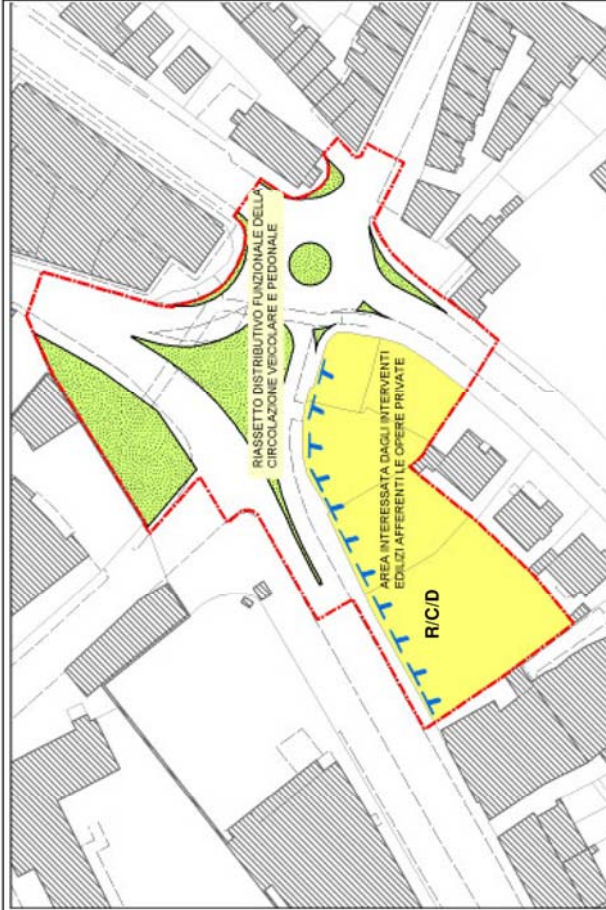 RIASSETTO DISTRIBUTIVO FUNZIONALE DELLA
CIRCOLAZIONE VEICOLARE E PEDONALE
AREA INTERESSATA DAGLI INTERVENTI
EDILIZI AFFERENTI LE OPERE PRIVATE
R/C/D